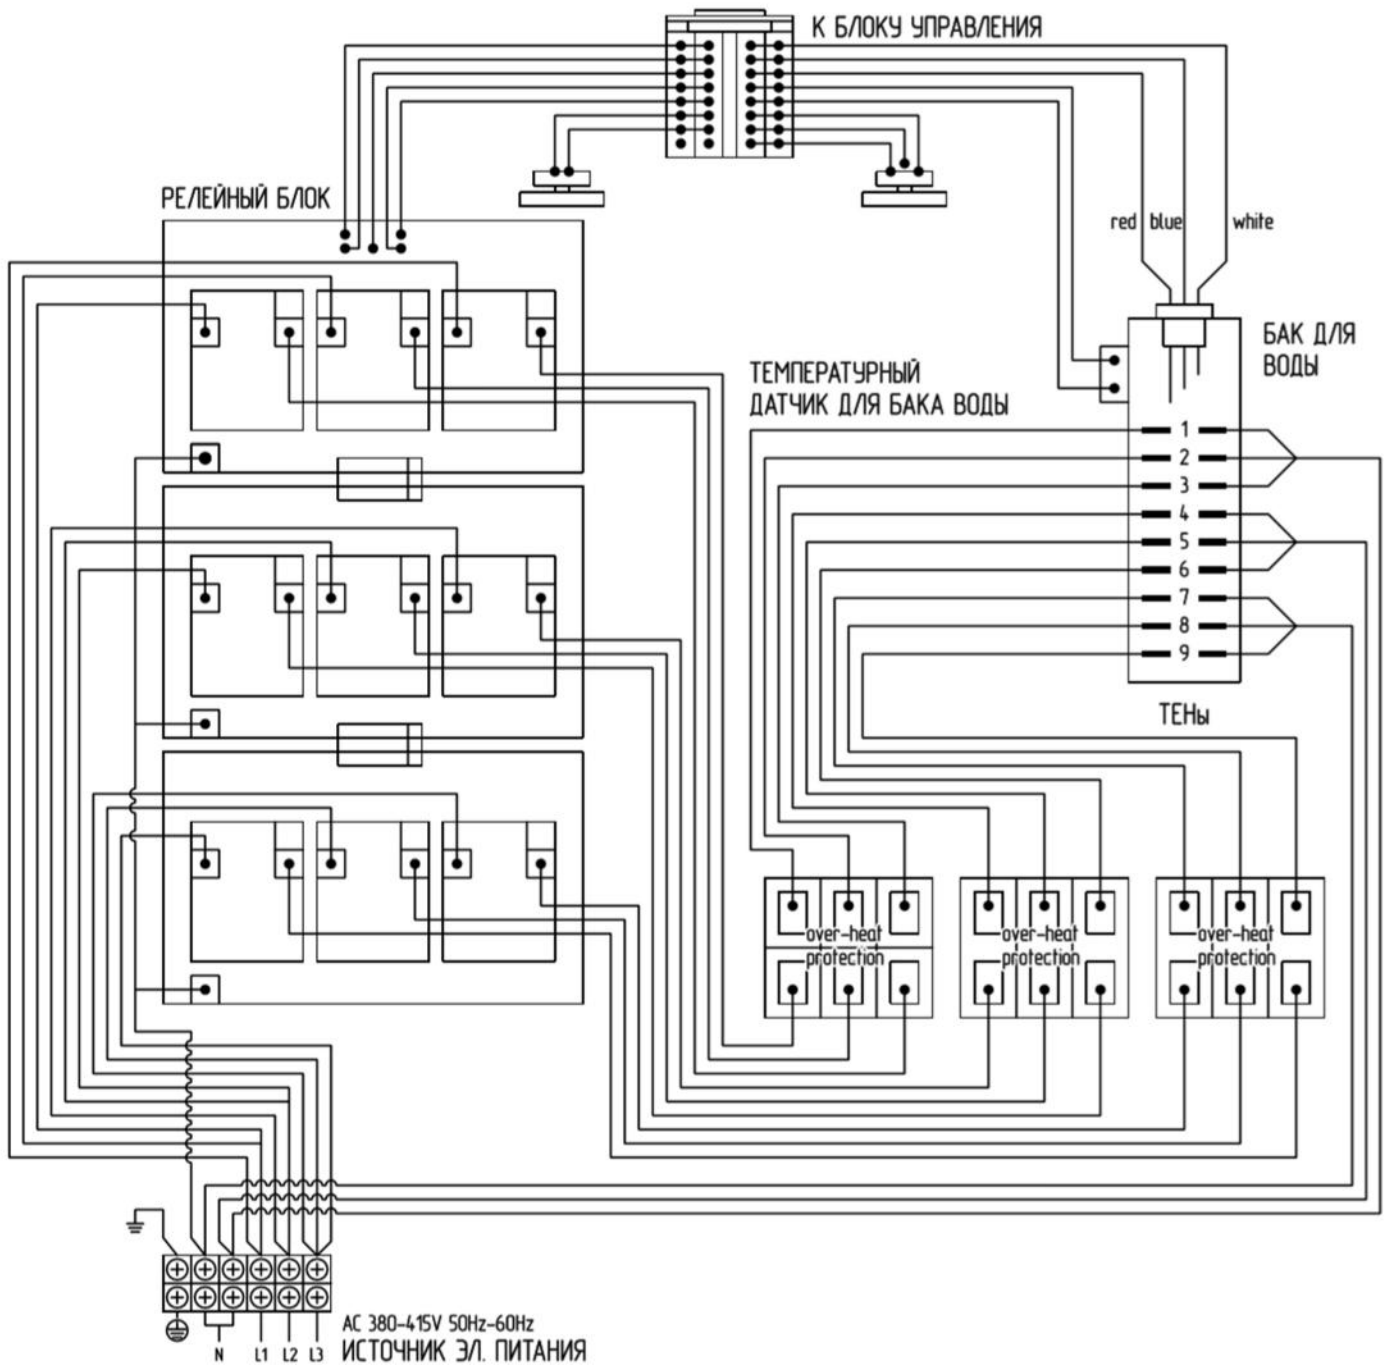 К БЛОКУ УПРАВЛЕНИЯ
РЕЛЕЙНЫЙ БЛОК
red blue white
БАК ДЛЯ
ВОДЫ
ТЕМПЕРАТУРНЫЙ
ДАТЧИК ДЛЯ БАКА ВОДЫ
1
2
3
4
5
6
7
8
9
ТЕНы
over-heat
protection
over-heat
protection
over-heat
protection
AC 380-415V 50Hz-60Hz
N L1 L2 L3 ИСТОЧНИК ЭЛ. ПИТАНИЯ